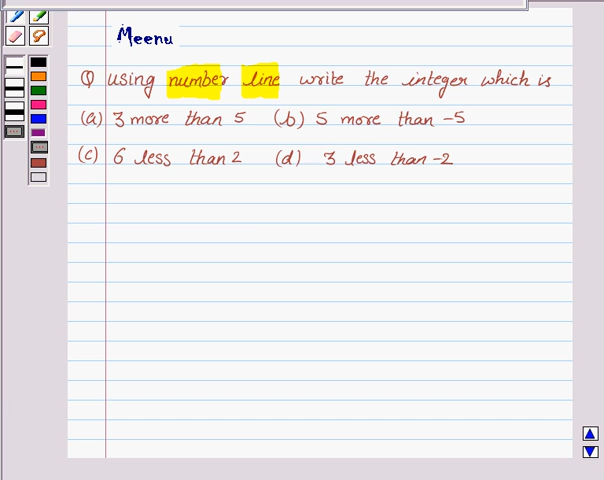 Meenu
Q using number line write the integer which is
(a) 3 more than 5 (b) 5 more than -5
(c) 6 less than 2 (d) 3 less than -2